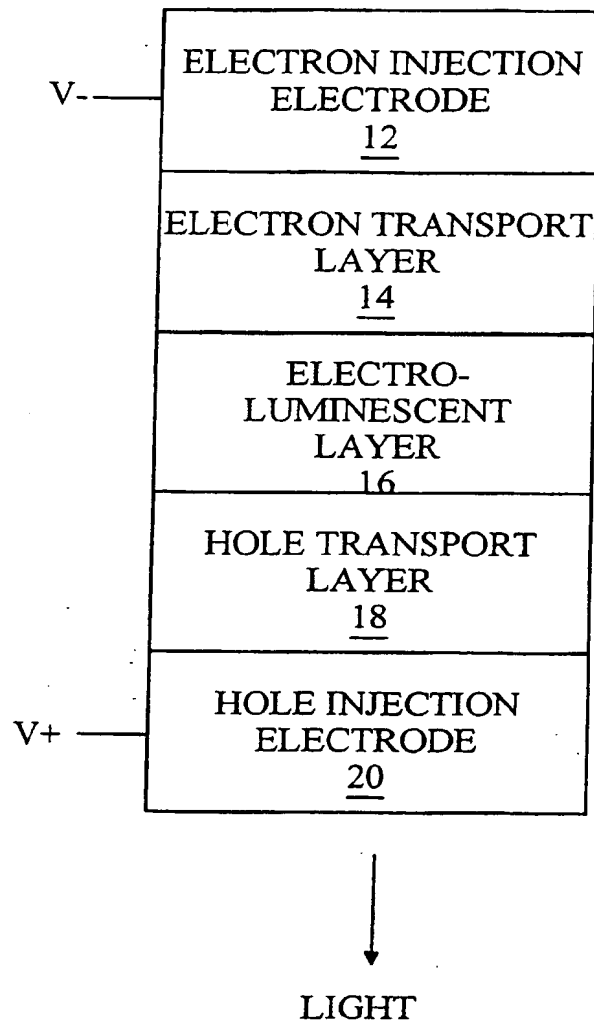 ELECTRON INJECTION
ELECTRODE
V-
12
ELECTRON TRANSPORT
LAYER
14
ELECTRO-
LUMINESCENT
LAYER
16
HOLE TRANSPORT
LAYER
18
HOLE INJECTION
V+
ELECTRODE
20
LIGHT